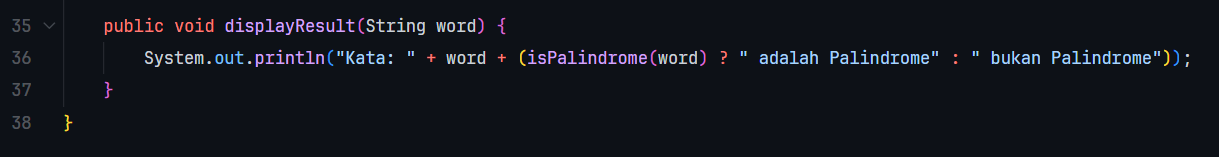 35 public void displayResult(String word) {
36 System.out.println("Kata: " + word + (isPalindrome(word) ? " adalah Palindrome" : " bukan Palindrome"));
37 }
38 }